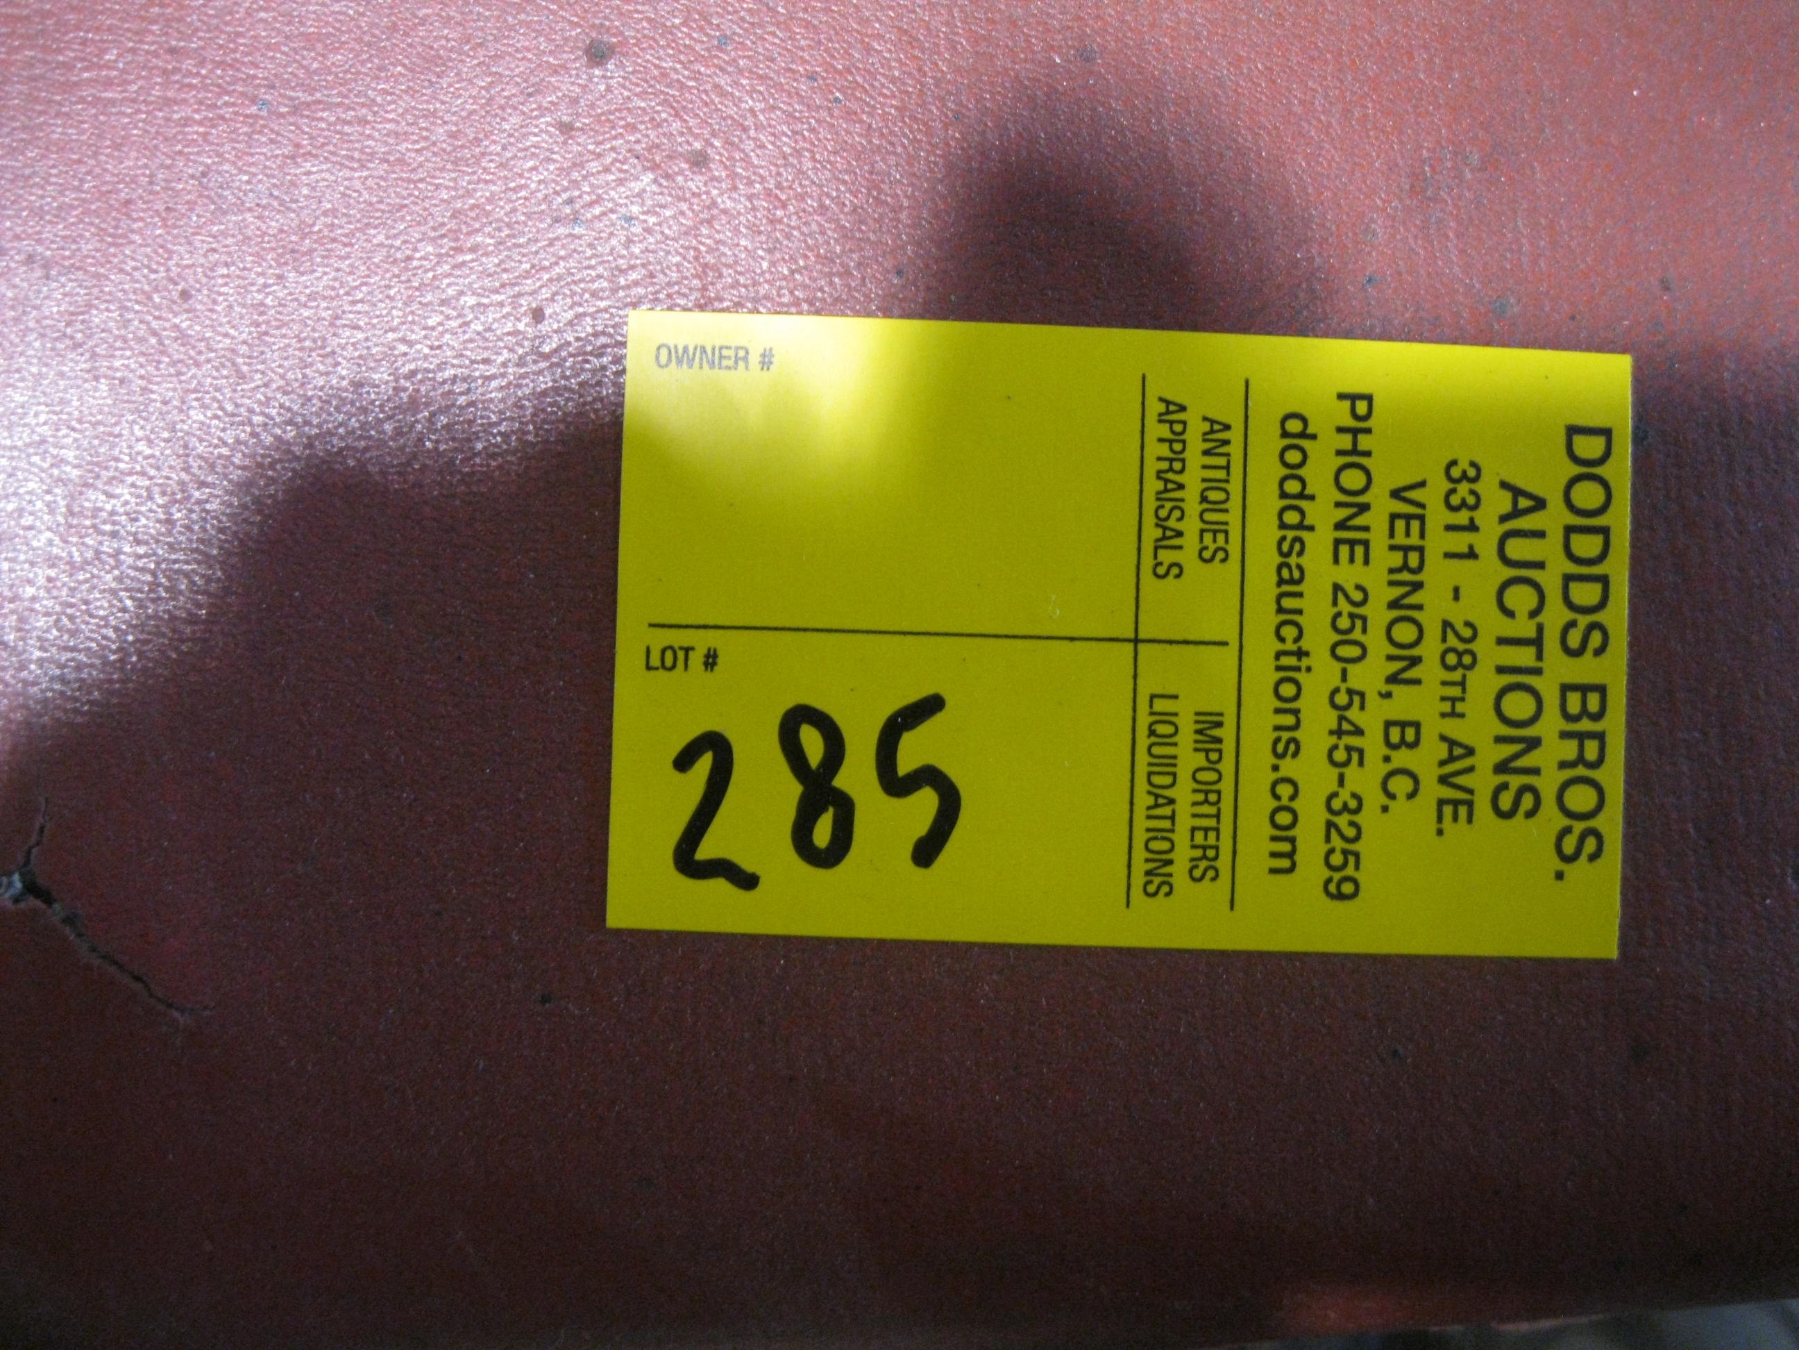 DODDS BROS.
AUCTIONS
3311 - 28TH AVE.
VERNON, B.C.
PHONE 250-545-3259
doddsauctions.com
ANTIQUES
APPRAISALS
IMPORTERS
LIQUIDATIONS
OWNER #
LOT #
285